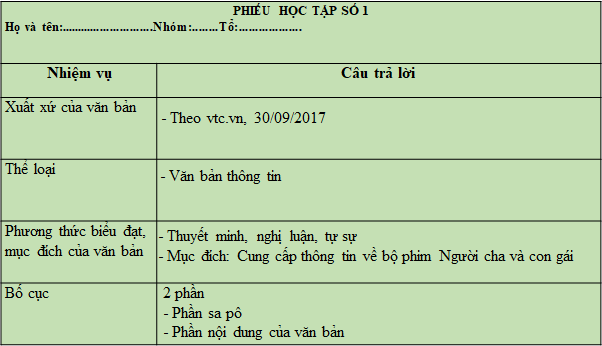 PHIẾU HỌC TẬP SỐ 1
Họ và tên:..............................Nhóm:........Tổ:...................
Nhiệm vụ
Câu trả lời
Xuất xứ của văn bản
- Theo vtc.vn, 30/09/2017
Thể loại
- Văn bản thông tin
Phương thức biểu đạt,
mục đích của văn bản
- Thuyết minh, nghị luận, tự sự
- Mục đích: Cung cấp thông tin về bộ phim Người cha và con gái
Bố cục
2 phần
- Phần sa pô
- Phần nội dung của văn bản